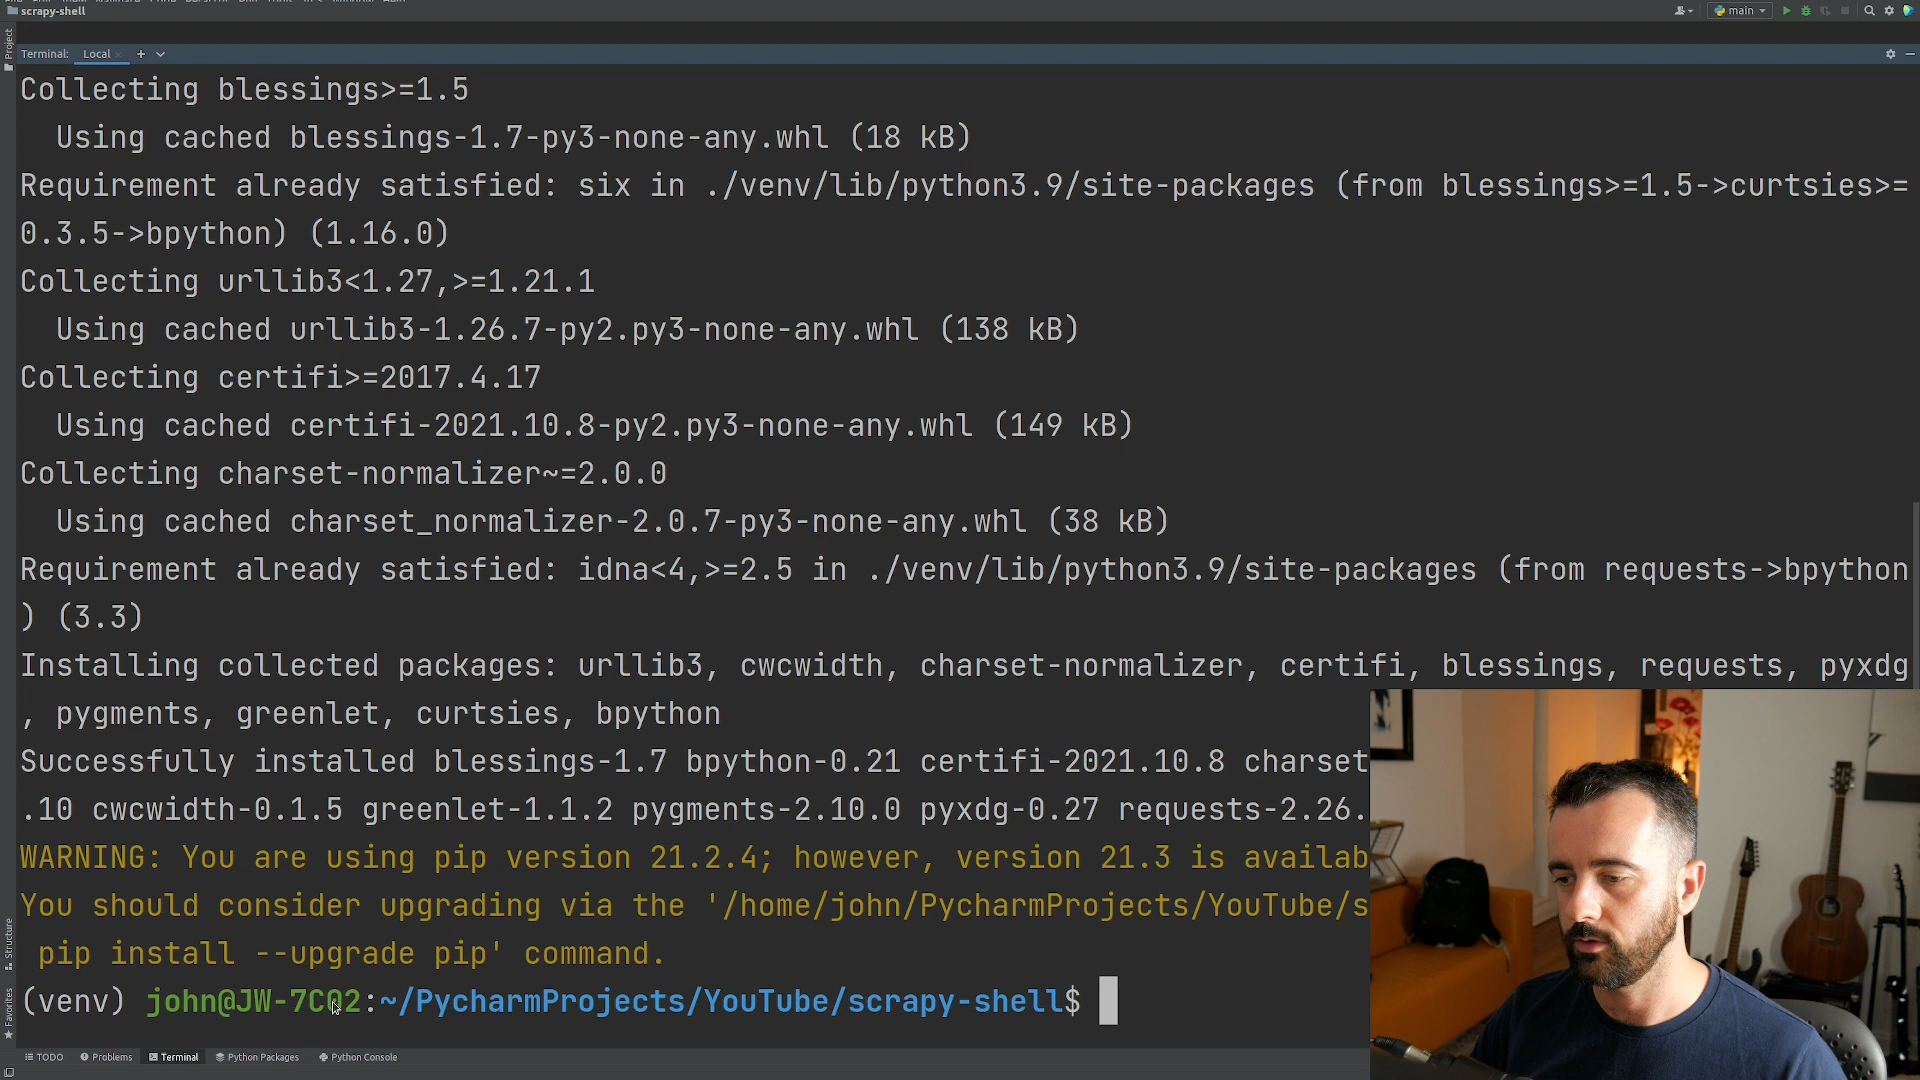 scrapy-shell
main
Project
Terminal: Local
Collecting blessings>=1.5
Using cached blessings-1.7-py3-none-any.whl (18 kB)
Requirement already satisfied: six in ./venv/lib/python3.9/site-packages (from blessings>=1.5->curtsies>=
0.3.5->bpython) (1.16.0)
Collecting urllib3<1.27,>=1.21.1
Using cached urllib3-1.26.7-py2.py3-none-any.whl (138 kB)
Collecting certifi>=2017.4.17
Using cached certifi-2021.10.8-py2.py3-none-any.whl (149 kB)
Collecting charset-normalizer~=2.0.0
Using cached charset_normalizer-2.0.7-py3-none-any.whl (38 kB)
Requirement already satisfied: idna<4,>=2.5 in ./venv/lib/python3.9/site-packages (from requests->bpython
) (3.3)
Installing collected packages: urllib3, cwcwidth, charset-normalizer, certifi, blessings, requests, pyxdg
, pygments, greenlet, curtsies, bpython
Successfully installed blessings-1.7 bpython-0.21 certifi-2021.10.8 charset
.10 cwcwidth-0.1.5 greenlet-1.1.2 pygments-2.10.0 pyxdg-0.27 requests-2.26.
WARNING: You are using pip version 21.2.4; however, version 21.3 is availab
You should consider upgrading via the '/home/john/PycharmProjects/YouTube/s
pip install --upgrade pip' command.
(venv) john@JW-7C02:~/PycharmProjects/YouTube/scrapy-shell$
Structure
Favorites
TODO Problems Terminal Python Packages Python Console